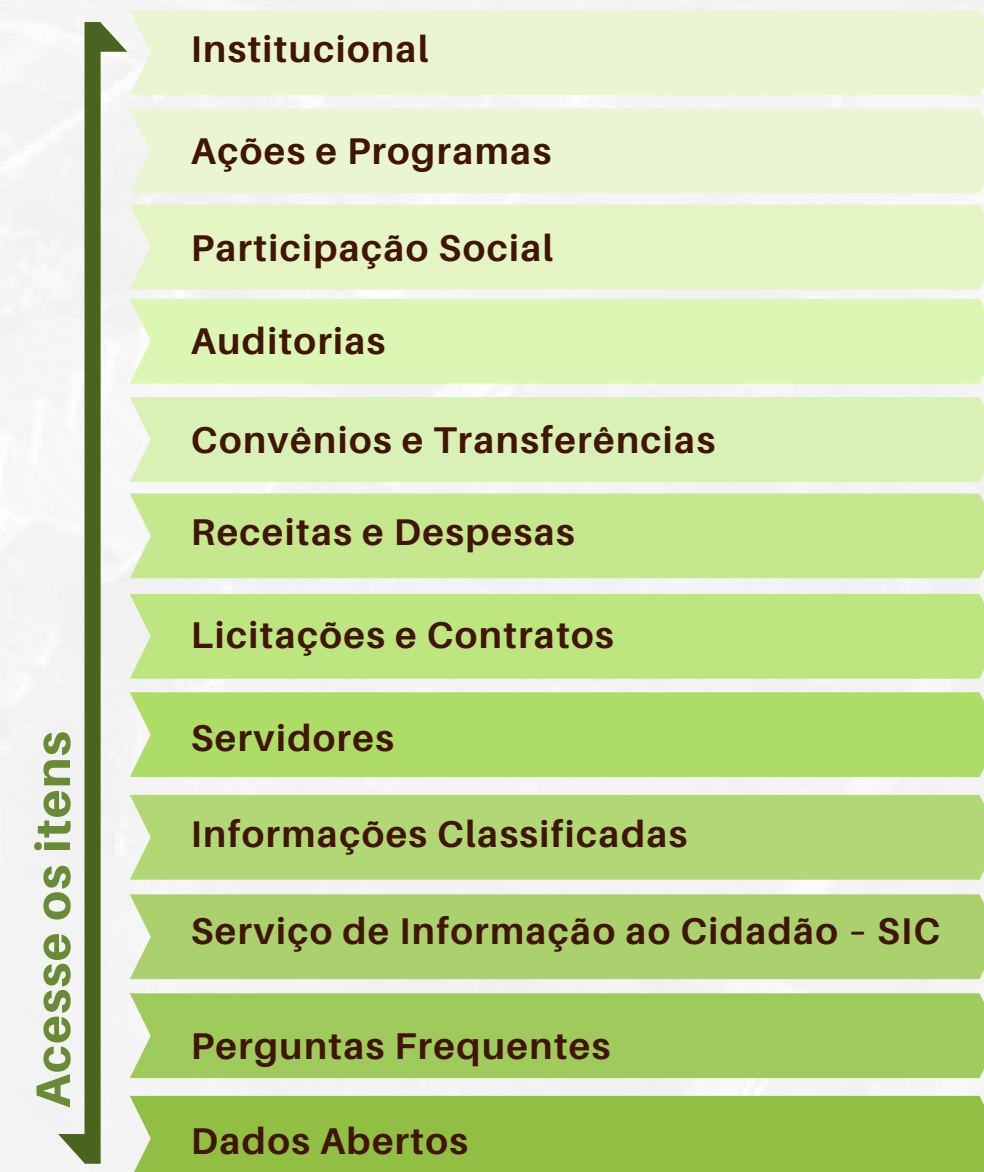 Institucional
Ações e Programas
Participação Social
Auditorias
Convênios e Transferências
Receitas e Despesas
Licitações e Contratos
Servidores
Informações Classificadas
Serviço de Informação ao Cidadão – SIC
Perguntas Frequentes
Dados Abertos
Acesse os itens